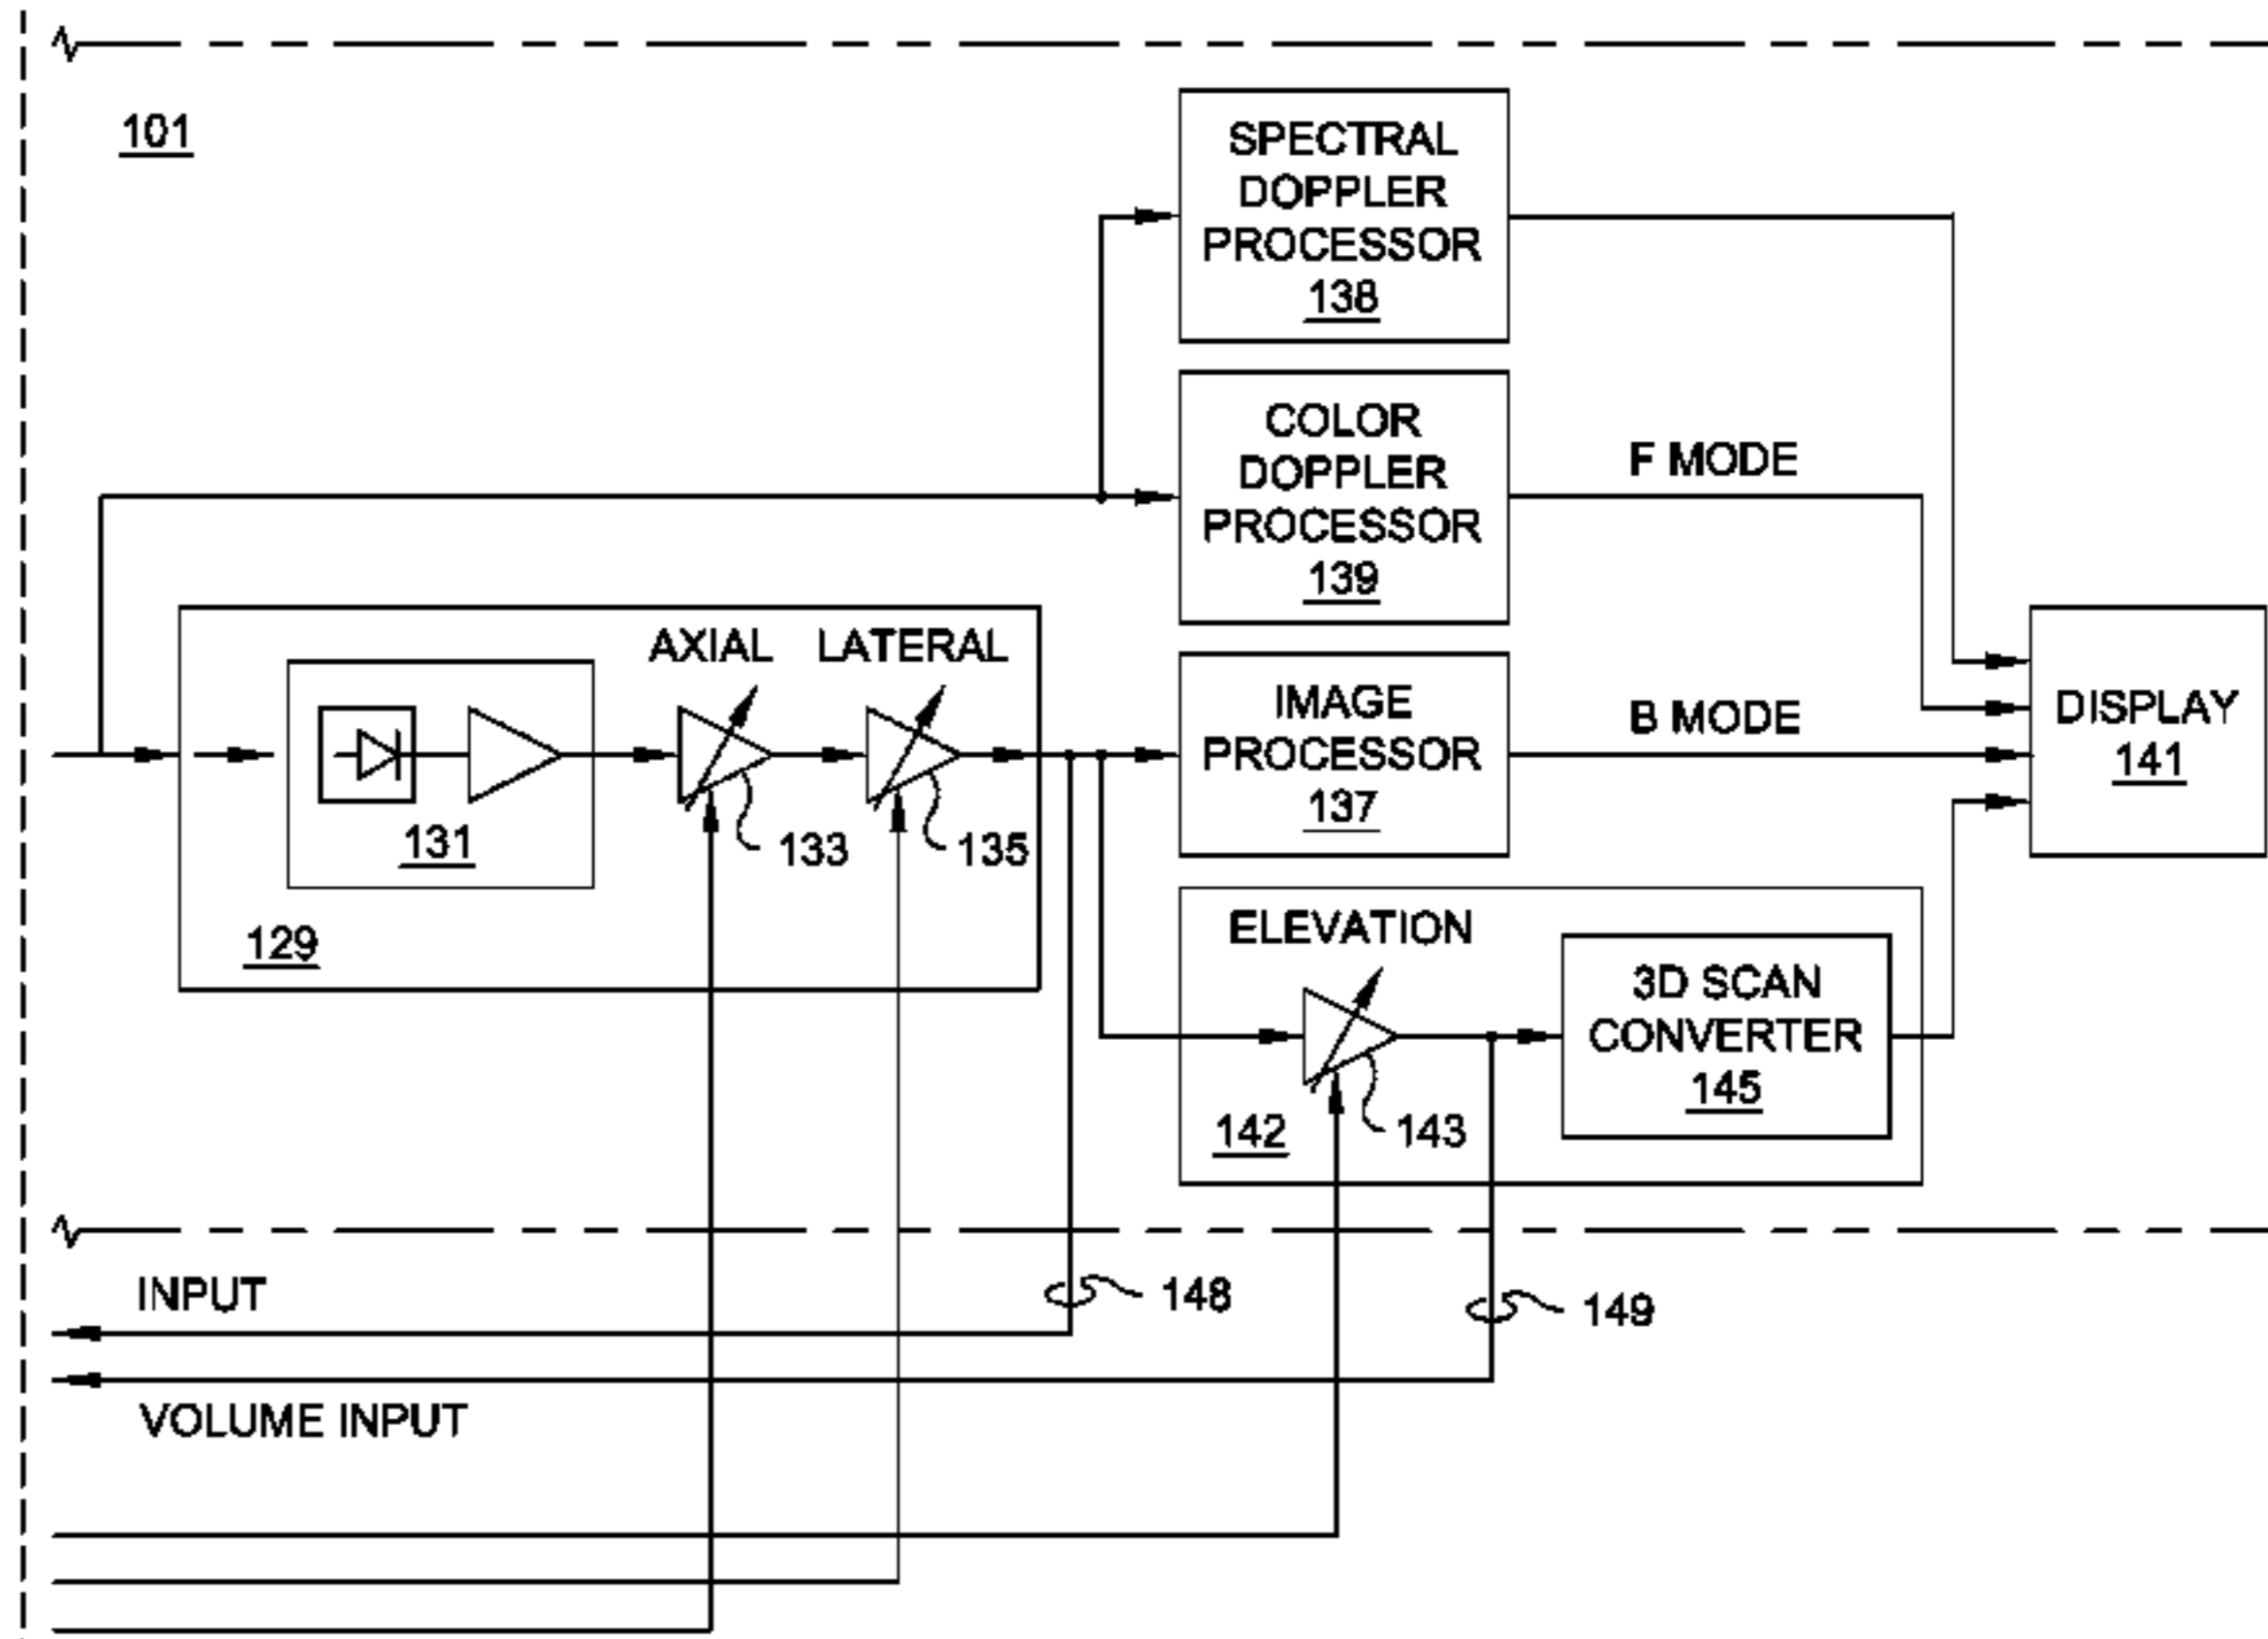 101
SPECTRAL
DOPPLER
PROCESSOR
138
COLOR
DOPPLER
PROCESSOR
139
F MODE
AXIAL
LATERAL
131
133
135
129
IMAGE
PROCESSOR
137
B MODE
DISPLAY
141
ELEVATION
142
143
3D SCAN
CONVERTER
145
INPUT
148
149
VOLUME INPUT